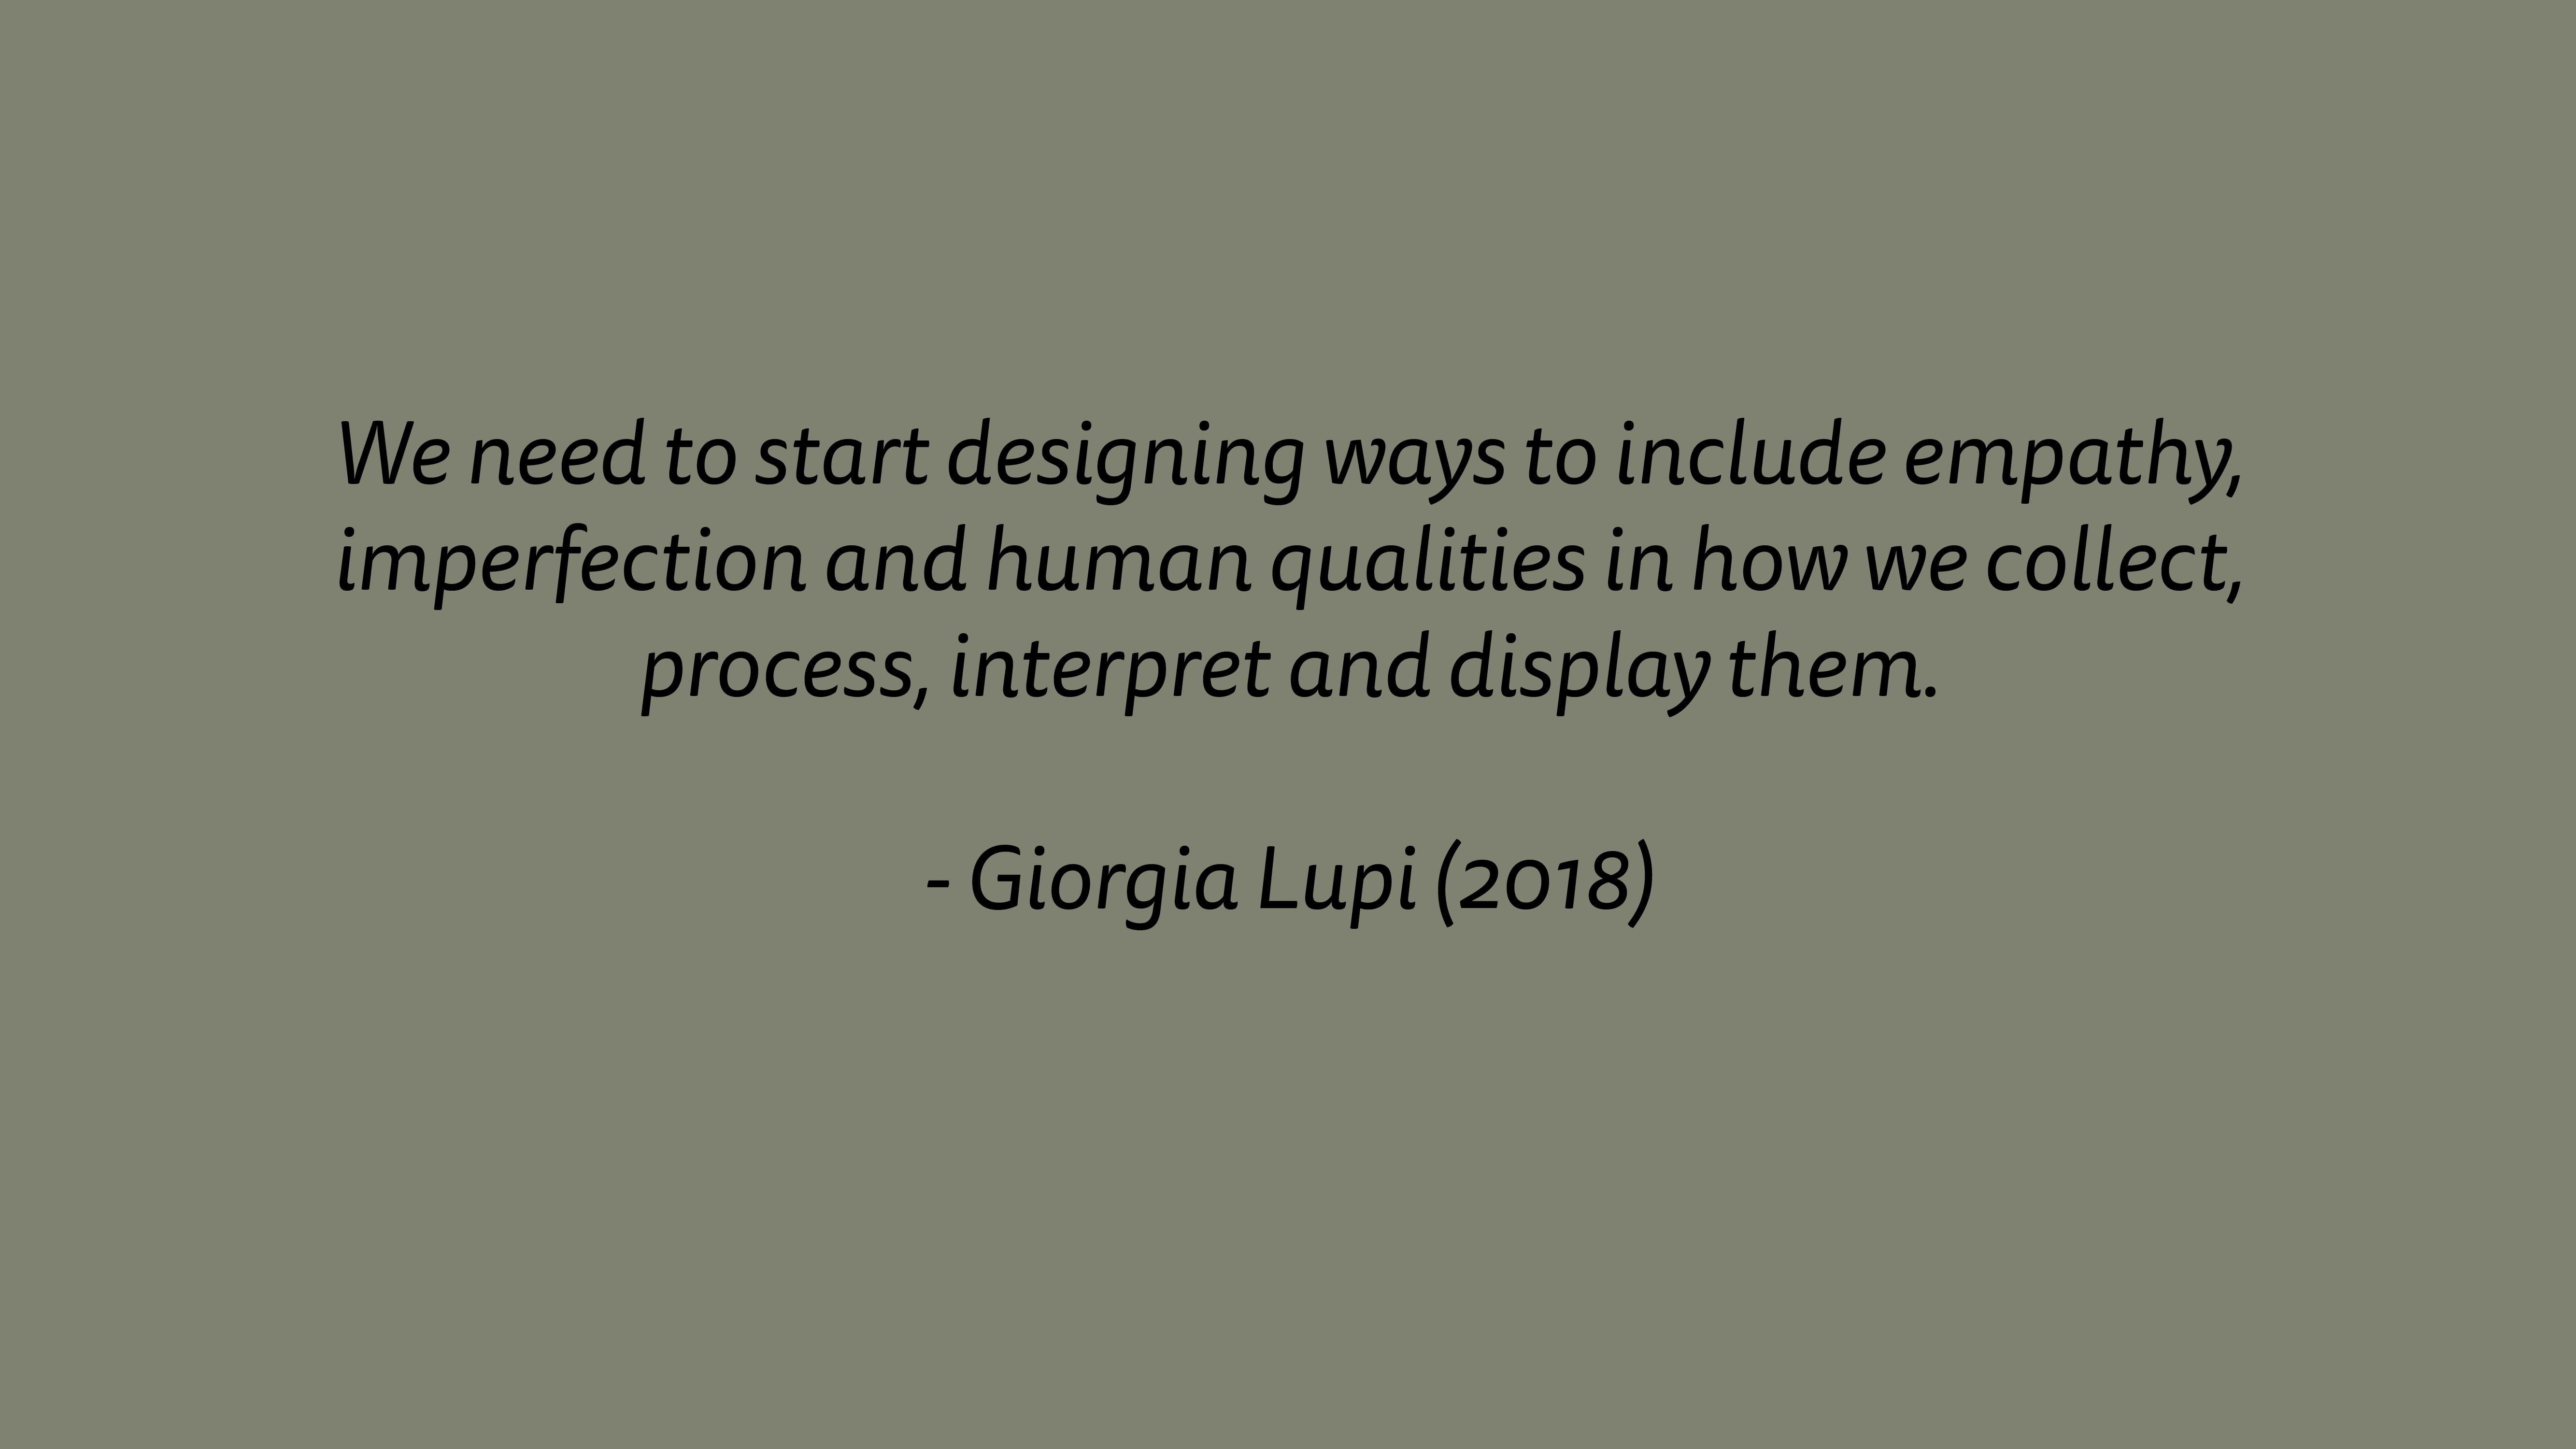 We need to start designing ways to include empathy,
imperfection and human qualities in how we collect,
process, interpret and display them.
- Giorgia Lupi (2018)